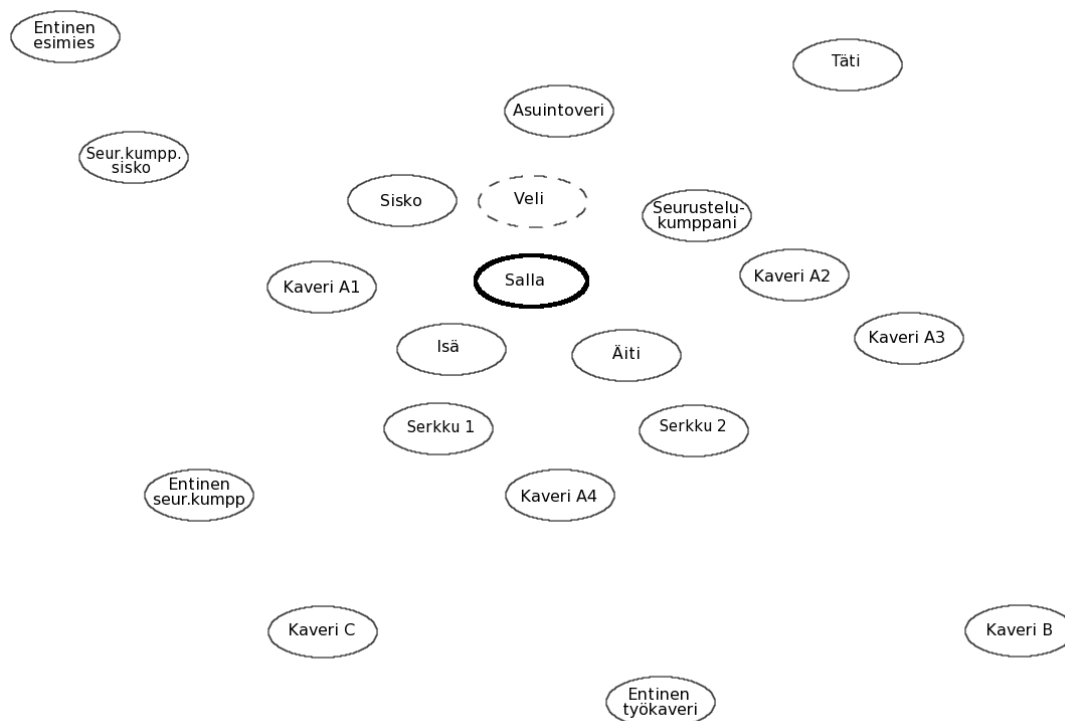 Entinen
esimies
Täti
Asuintoveri
Seur.kumpp.
sisko
Sisko
Veli
Seurustelu-
kumppani
Kaveri A1
Salla
Kaveri A2
Isä
Äiti
Kaveri A3
Serkku 1
Serkku 2
Entinen
seur.kumpp
Kaveri A4
Kaveri C
Kaveri B
Entinen
työkaveri